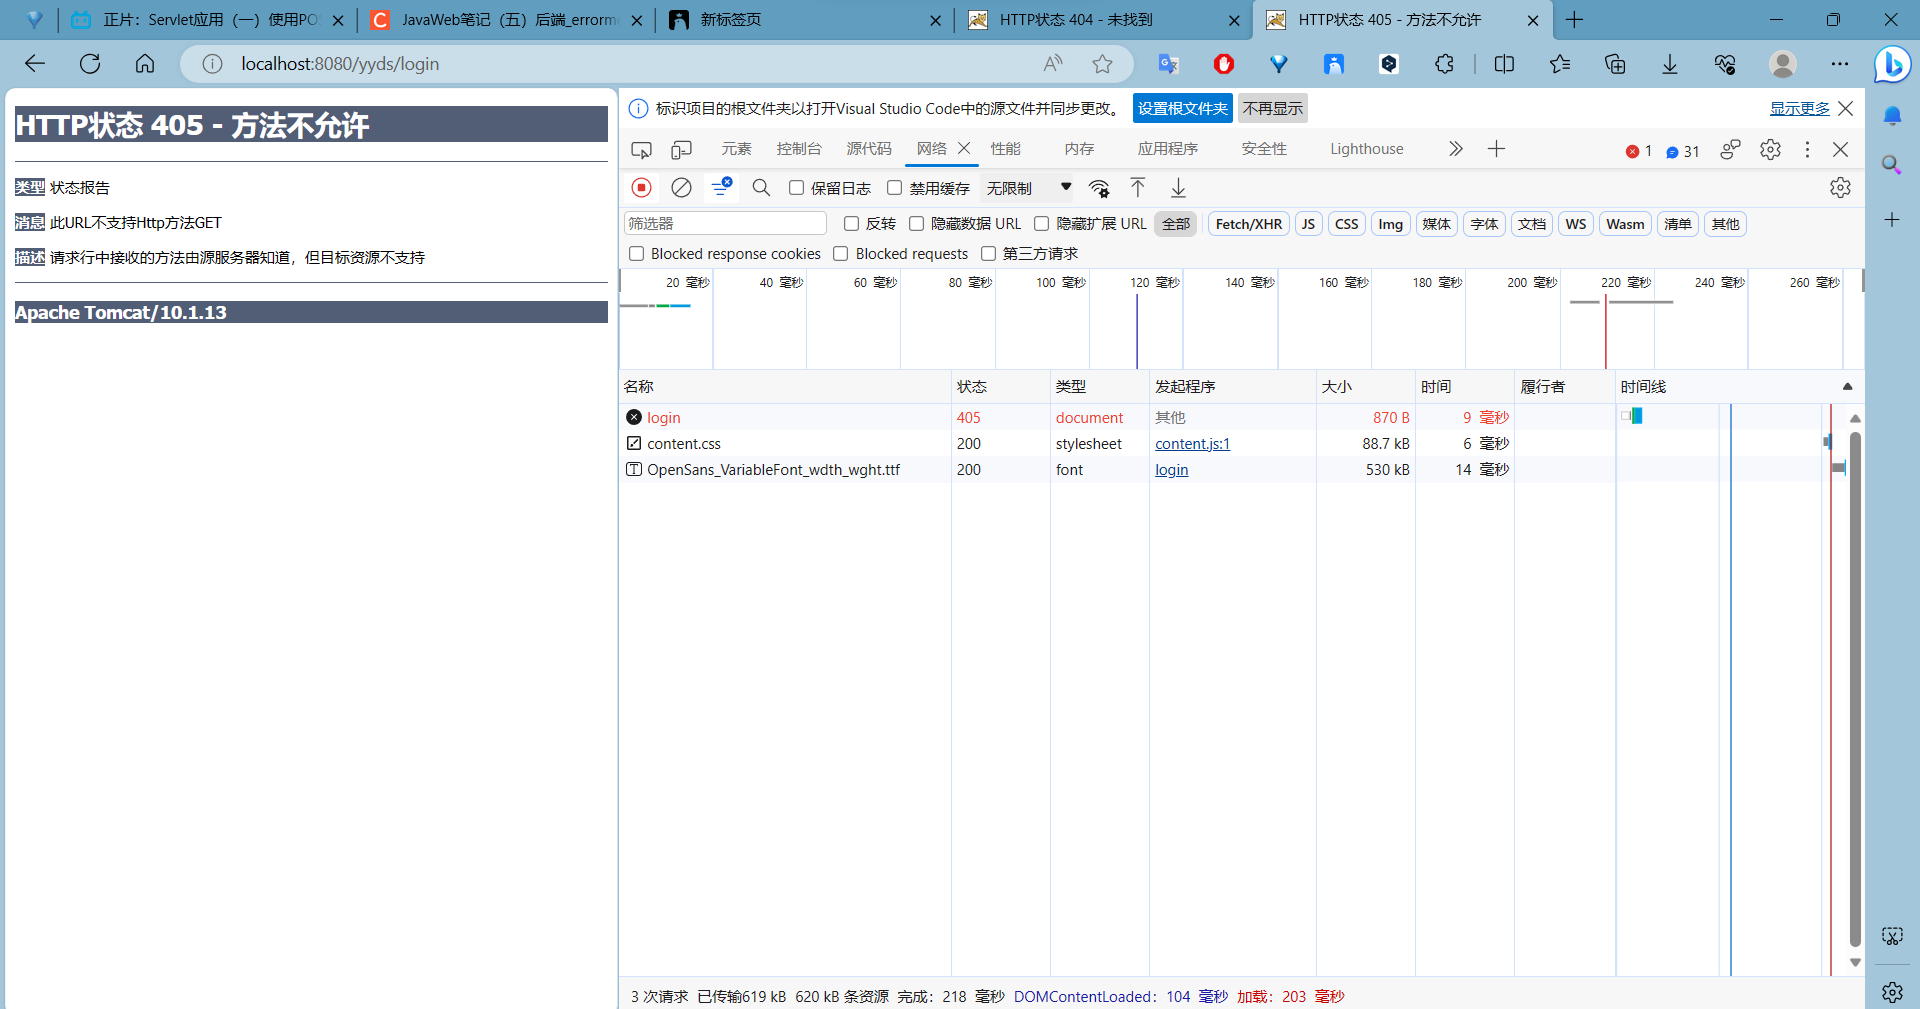 正片：Servlet应用（一）使用PO
JavaWeb笔记（五）后端_errorm
新标签页
HTTP状态 404 - 未找到
HTTP状态 405 - 方法不允许
localhost:8080/yyds/login
HTTP状态 405 - 方法不允许
类型 状态报告
消息 此URL不支持Http方法GET
描述 请求行中接收的方法由源服务器知道，但目标资源不支持
Apache Tomcat/10.1.13
标识项目的根文件夹以打开Visual Studio Code中的源文件并同步更改。 设置根文件夹 不再显示 显示更多
元素 控制台 源代码 网络 性能 内存 应用程序 安全性 Lighthouse 1 31
保留日志 禁用缓存 无限制
筛选器 反转 隐藏数据 URL 隐藏扩展 URL 全部 Fetch/XHR JS CSS Img 媒体 字体 文档 WS Wasm 清单 其他
Blocked response cookies Blocked requests 第三方请求
20 毫秒 40 毫秒 60 毫秒 80 毫秒 100 毫秒 120 毫秒 140 毫秒 160 毫秒 180 毫秒 200 毫秒 220 毫秒 240 毫秒 260 毫秒
名称 状态 类型 发起程序 大小 时间 履行者 时间线
login 405 document 其他 870 B 9 毫秒
content.css 200 stylesheet content.js:1 88.7 kB 6 毫秒
OpenSans_VariableFont_wdth_wght.ttf 200 font login 530 kB 14 毫秒
3 次请求 已传输619 kB 620 kB 条资源 完成：218 毫秒 DOMContentLoaded：104 毫秒 加载：203 毫秒